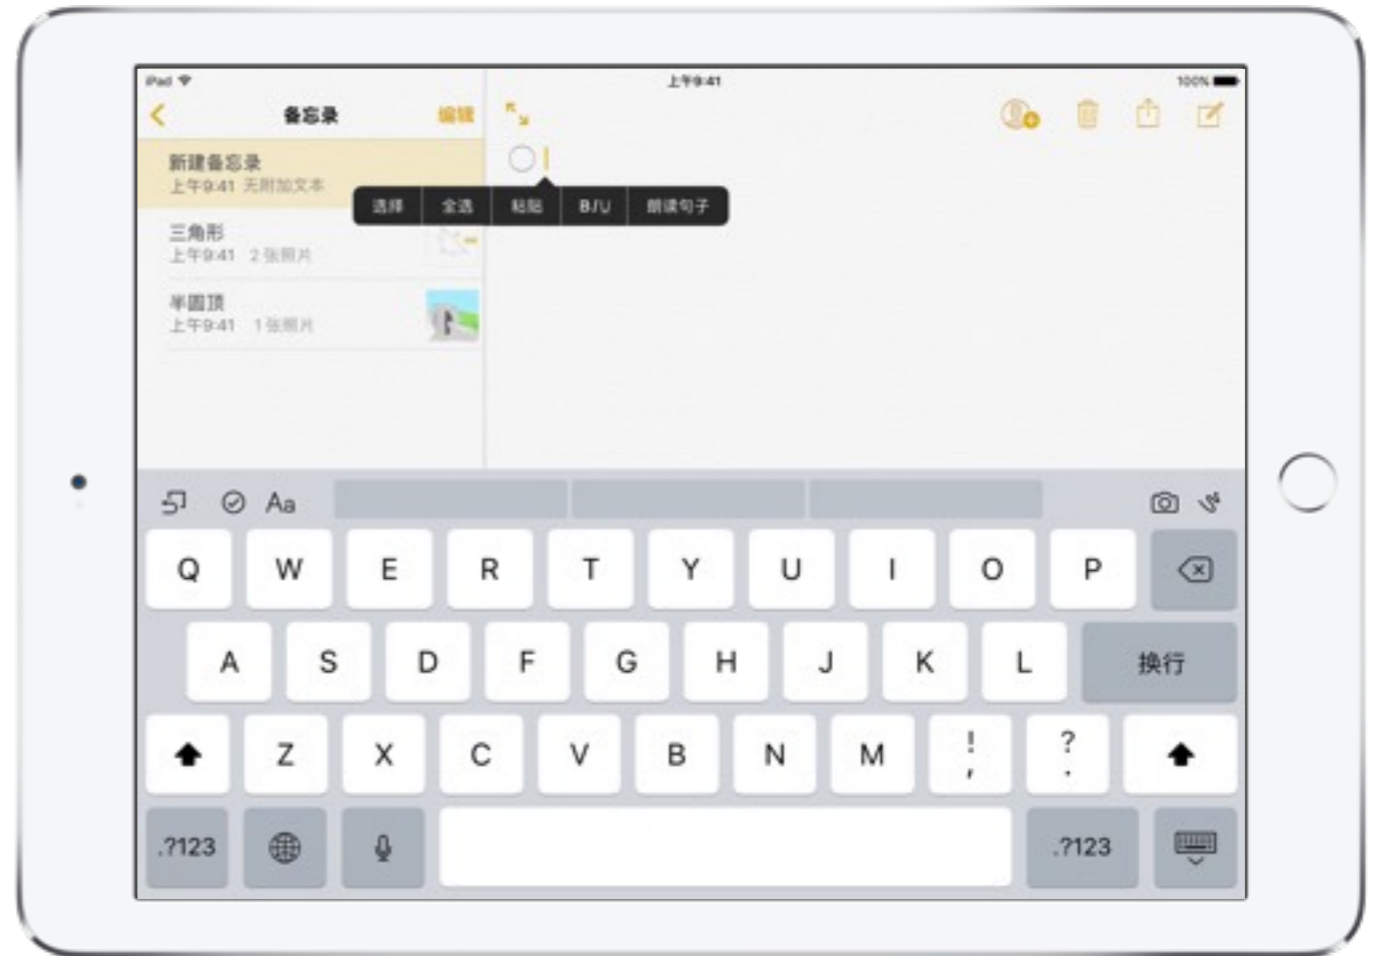 iPad
上午9:41
100%
备忘录
编辑
新建备忘录
上午9:41 无附加文本
选择 全选 粘贴 B/U 朗读句子
三角形
上午9:41 2 张照片
半圆顶
上午9:41 1 张照片
Aa
Q W E R T Y U I O P
A S D F G H J K L 换行
Z X C V B N M ! , ? .
.?123 .?123